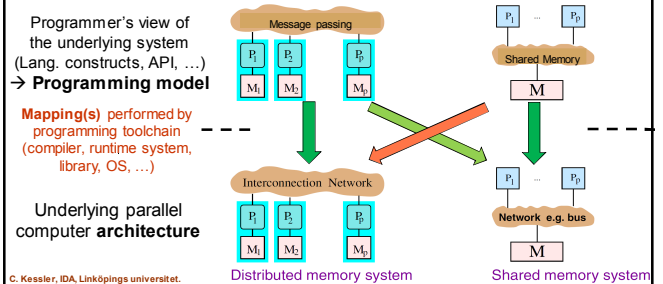 Programmer's view of
the underlying system
(Lang. constructs, API, …)
→ Programming model
Message passing
P1 P2 Pp
M1 M2 Mp
P1 ... Pp
Shared Memory
M
Mapping(s) performed by
programming toolchain
(compiler, runtime system,
library, OS, …)
Underlying parallel
computer architecture
Interconnection Network
P1 P2 Pp
M1 M2 Mp
P1 ... Pp
Network e.g. bus
M
C. Kessler, IDA, Linköpings universitet.
Distributed memory system
Shared memory system